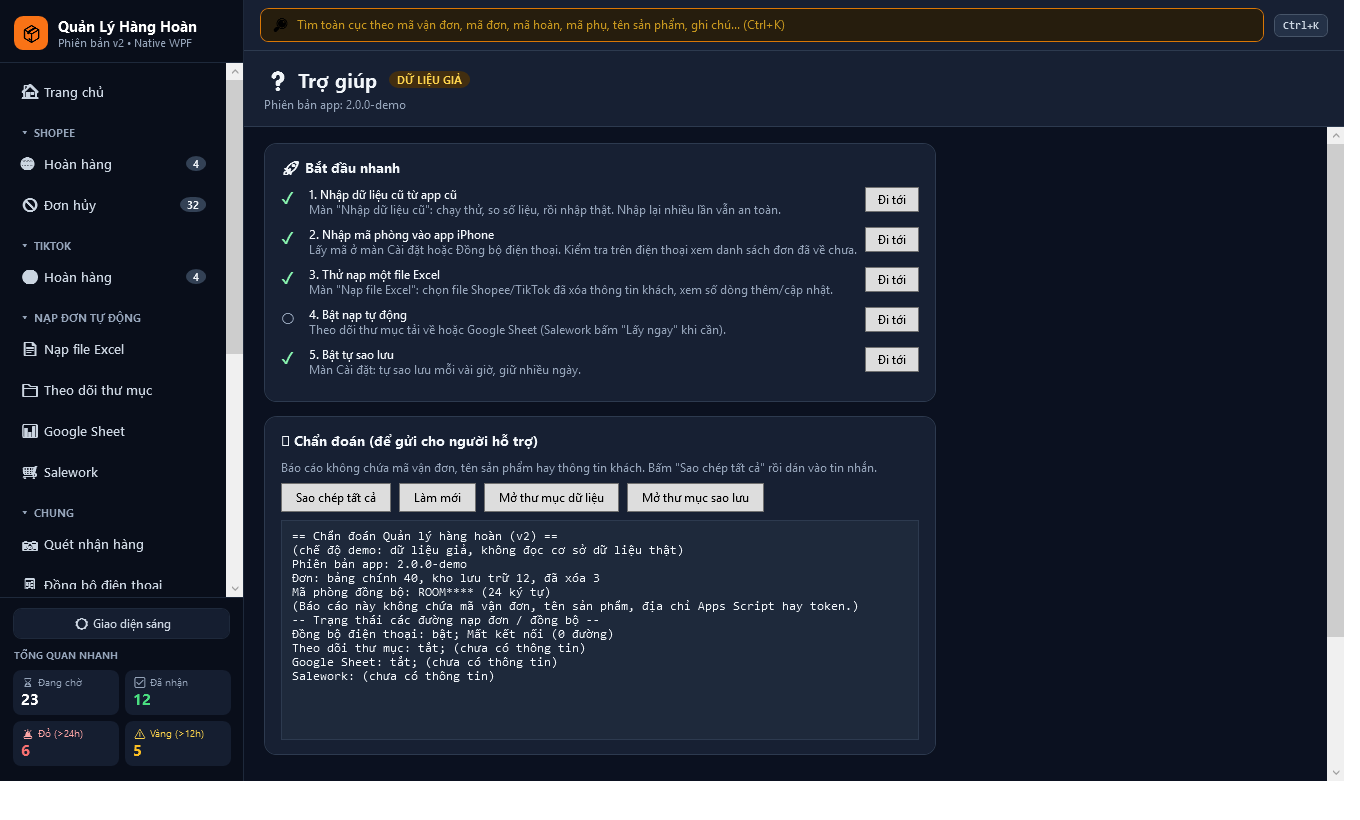 Quản Lý Hàng Hoàn
Phiên bản v2 • Native WPF
Trang chủ
SHOPEE
Hoàn hàng 4
Đơn hủy 32
TIKTOK
Hoàn hàng 4
NẠP ĐƠN TỰ ĐỘNG
Nạp file Excel
Theo dõi thư mục
Google Sheet
Salework
CHUNG
Quét nhận hàng
Đồng bộ điện thoại
Giao diện sáng
TỔNG QUAN NHANH
Đang chờ
23
Đã nhận
12
Đỏ (>24h)
6
Vàng (>12h)
5
Tìm toàn cục theo mã vận đơn, mã đơn, mã hoàn, mã phụ, tên sản phẩm, ghi chú... (Ctrl+K)
Ctrl+K
? Trợ giúp DỮ LIỆU GIẢ
Phiên bản app: 2.0.0-demo
Bắt đầu nhanh
1. Nhập dữ liệu cũ từ app cũ
Màn "Nhập dữ liệu cũ": chạy thử, so số liệu, rồi nhập thật. Nhập lại nhiều lần vẫn an toàn.
Đi tới
2. Nhập mã phòng vào app iPhone
Lấy mã ở màn Cài đặt hoặc Đồng bộ điện thoại. Kiểm tra trên điện thoại xem danh sách đơn đã về chưa.
Đi tới
3. Thử nạp một file Excel
Màn "Nạp file Excel": chọn file Shopee/TikTok đã xóa thông tin khách, xem số dòng thêm/cập nhật.
Đi tới
4. Bật nạp tự động
Theo dõi thư mục tải về hoặc Google Sheet (Salework bấm "Lấy ngay" khi cần).
Đi tới
5. Bật tự sao lưu
Màn Cài đặt: tự sao lưu mỗi vài giờ, giữ nhiều ngày.
Đi tới
Chẩn đoán (để gửi cho người hỗ trợ)
Báo cáo không chứa mã vận đơn, tên sản phẩm hay thông tin khách. Bấm "Sao chép tất cả" rồi dán vào tin nhắn.
Sao chép tất cả Làm mới Mở thư mục dữ liệu Mở thư mục sao lưu
== Chẩn đoán Quản lý hàng hoàn (v2) ==
(chế độ demo: dữ liệu giả, không đọc cơ sở dữ liệu thật)
Phiên bản app: 2.0.0-demo
Đơn: bảng chính 40, kho lưu trữ 12, đã xóa 3
Mã phòng đồng bộ: ROOM**** (24 ký tự)
(Báo cáo này không chứa mã vận đơn, tên sản phẩm, địa chỉ Apps Script hay token.)
-- Trạng thái các đường nạp đơn / đồng bộ --
Đồng bộ điện thoại: bật; Mất kết nối (0 đường)
Theo dõi thư mục: tắt; (chưa có thông tin)
Google Sheet: tắt; (chưa có thông tin)
Salework: (chưa có thông tin)